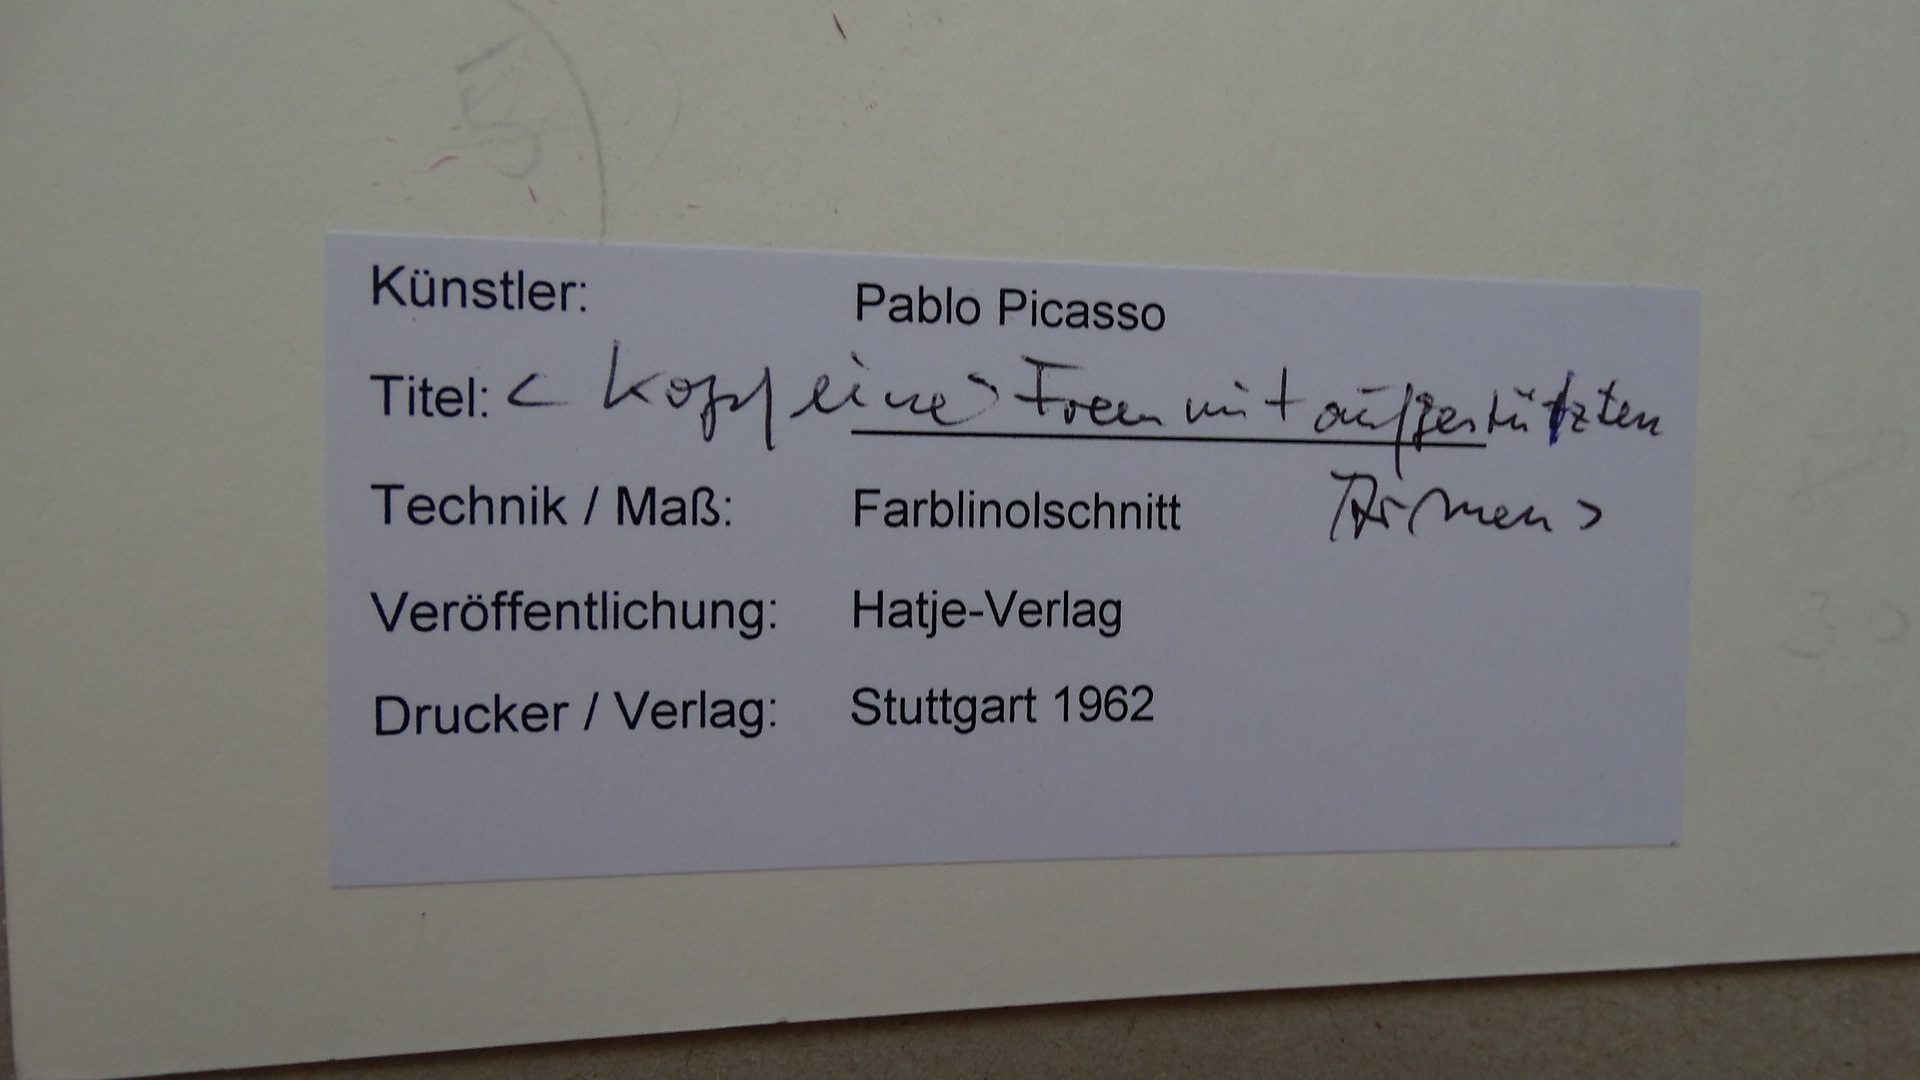 Künstler: Pablo Picasso
Titel: < Kopf einer Frau mit aufgestützten
Armen >
Technik / Maß: Farblinolschnitt
Veröffentlichung: Hatje-Verlag
Drucker / Verlag: Stuttgart 1962
30